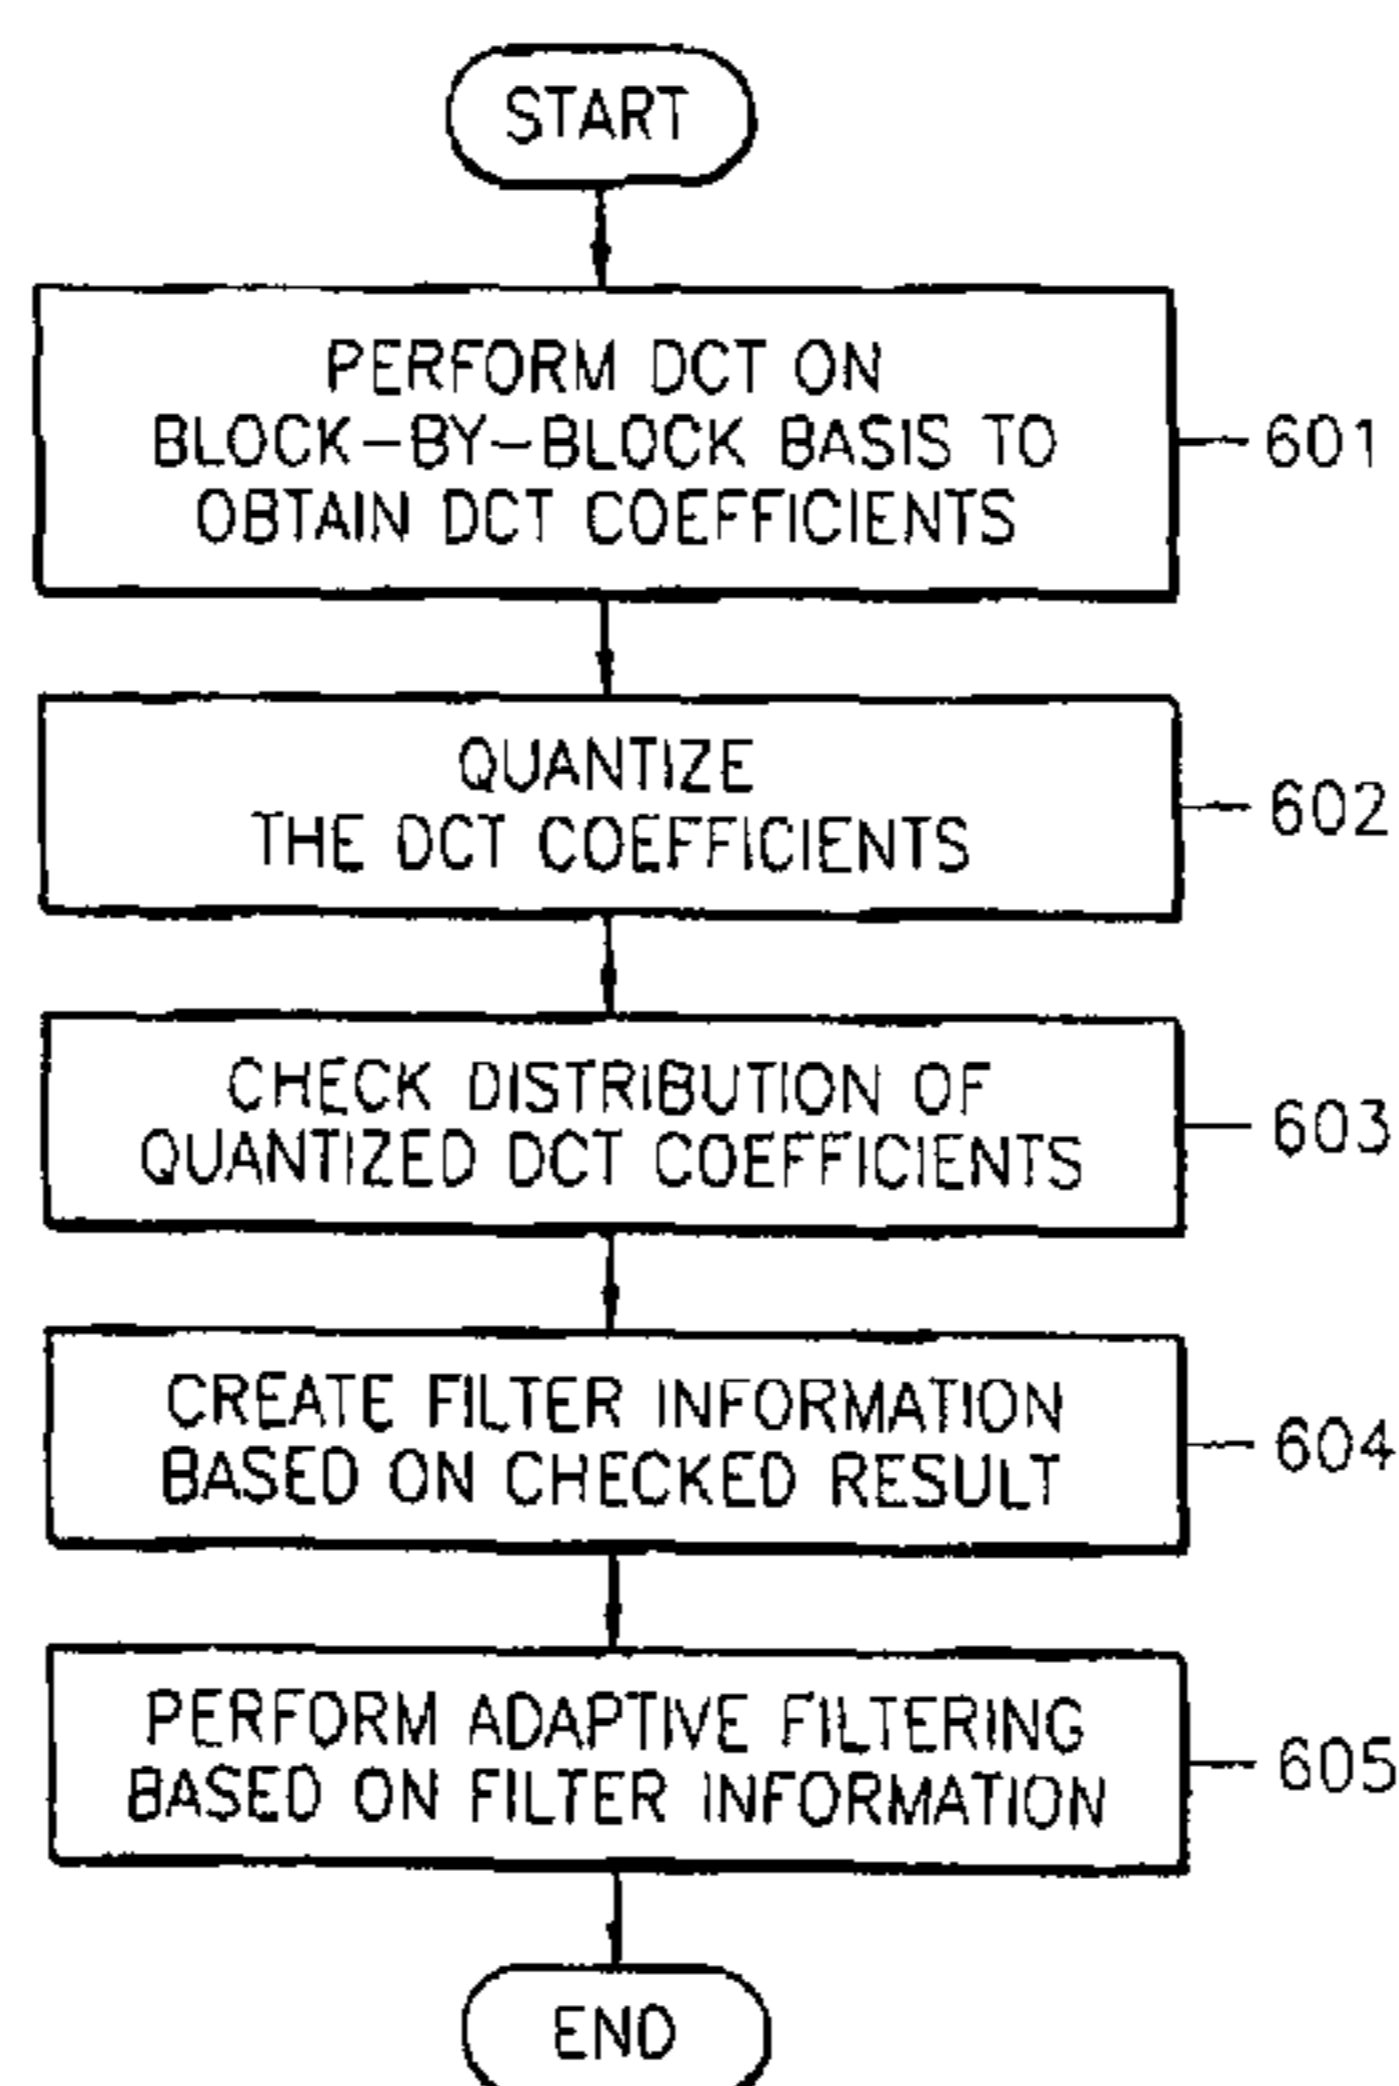 START
PERFORM DCT ON
BLOCK-BY-BLOCK BASIS TO
OBTAIN DCT COEFFICIENTS
601
QUANTIZE
THE DCT COEFFICIENTS
602
CHECK DISTRIBUTION OF
QUANTIZED DCT COEFFICIENTS
603
CREATE FILTER INFORMATION
BASED ON CHECKED RESULT
604
PERFORM ADAPTIVE FILTERING
BASED ON FILTER INFORMATION
605
END